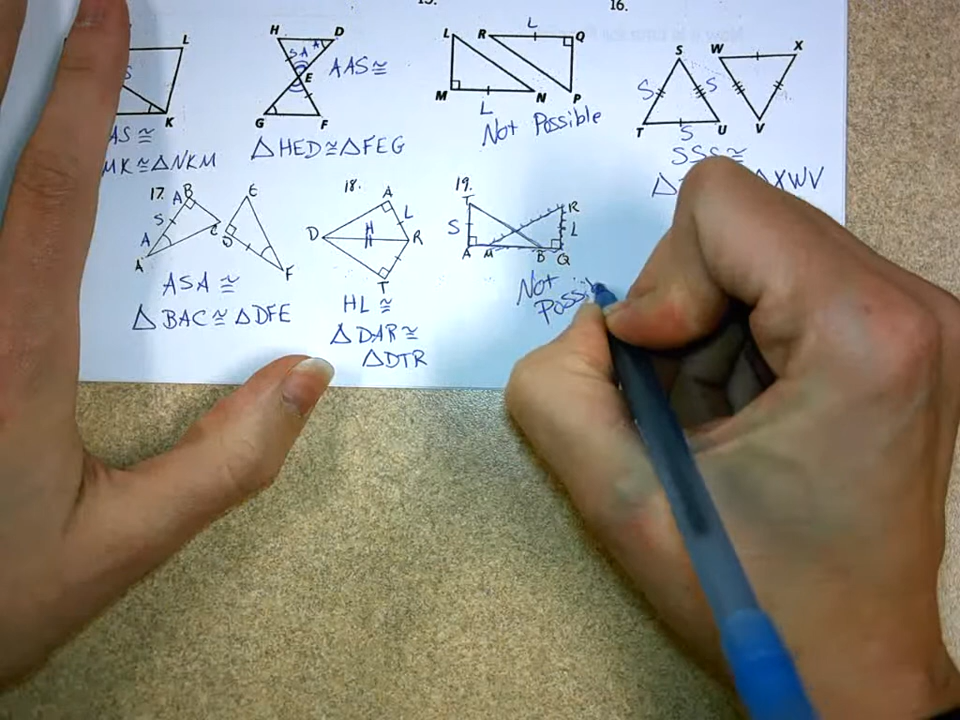 16.
L
K
AS ≅
MK ≅ △NKM
H D
S A A
E
G F
AAS ≅
△HED ≅ △FEG
L R L Q
M L N P
Not Possible
S W X
S S
T S U V
SSS ≅
△ XWV
17.
A B E
S
A C D
A F
ASA ≅
△BAC ≅ △DFE
18.
A
L
D H R
T
HL ≅
△DAR ≅
△DTR
19.
T R
S L
A M B Q
Not
Possi